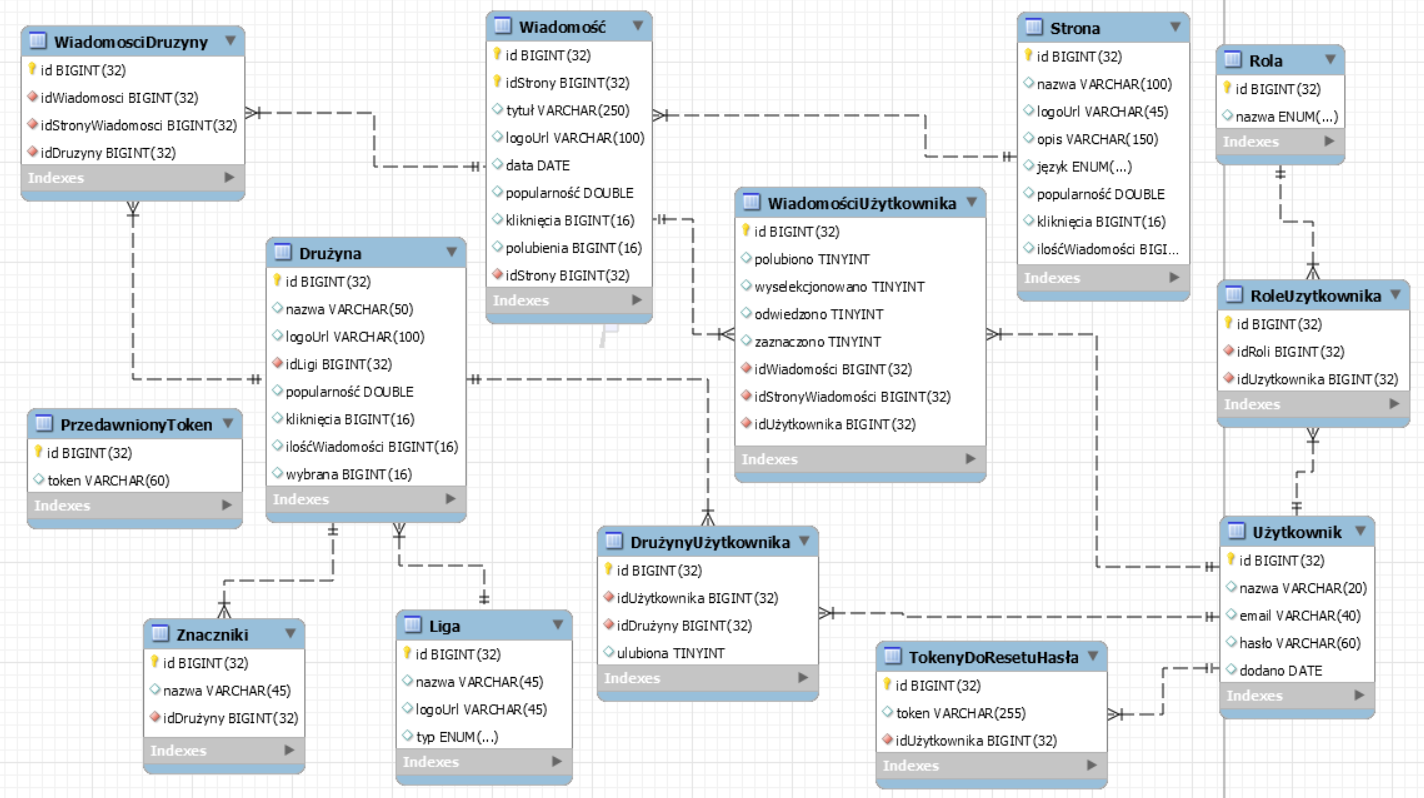 WiadomosciDruzyny
id BIGINT(32)
idWiadomosci BIGINT(32)
idStronyWiadomosci BIGINT(32)
idDruzyny BIGINT(32)
Indexes
Wiadomość
id BIGINT(32)
idStrony BIGINT(32)
tytuł VARCHAR(250)
logoUrl VARCHAR(100)
data DATE
popularność DOUBLE
kliknięcia BIGINT(16)
polubienia BIGINT(16)
idStrony BIGINT(32)
Indexes
Strona
id BIGINT(32)
nazwa VARCHAR(100)
logoUrl VARCHAR(45)
opis VARCHAR(150)
język ENUM(...)
popularność DOUBLE
kliknięcia BIGINT(16)
ilośćWiadomości BIGI...
Indexes
Rola
id BIGINT(32)
nazwa ENUM(...)
Indexes
WiadomościUżytkownika
id BIGINT(32)
polubiono TINYINT
wyselekcjonowano TINYINT
odwiedzono TINYINT
zaznaczono TINYINT
idWiadomości BIGINT(32)
idStronyWiadomości BIGINT(32)
idUżytkownika BIGINT(32)
Indexes
Drużyna
id BIGINT(32)
nazwa VARCHAR(50)
logoUrl VARCHAR(100)
idLigi BIGINT(32)
popularność DOUBLE
kliknięcia BIGINT(16)
ilośćWiadomości BIGINT(16)
wybrana BIGINT(16)
Indexes
RoleUzytkownika
id BIGINT(32)
idRoli BIGINT(32)
idUzytkownika BIGINT(32)
Indexes
PrzedawnionyToken
id BIGINT(32)
token VARCHAR(60)
Indexes
Użytkownik
id BIGINT(32)
nazwa VARCHAR(20)
email VARCHAR(40)
hasło VARCHAR(60)
dodano DATE
Indexes
DrużynyUżytkownika
id BIGINT(32)
idUżytkownika BIGINT(32)
idDrużyny BIGINT(32)
ulubiona TINYINT
Indexes
Znaczniki
id BIGINT(32)
nazwa VARCHAR(45)
idDrużyny BIGINT(32)
Indexes
Liga
id BIGINT(32)
nazwa VARCHAR(45)
logoUrl VARCHAR(45)
typ ENUM(...)
Indexes
TokenyDoResetuHasła
id BIGINT(32)
token VARCHAR(255)
idUżytkownika BIGINT(32)
Indexes